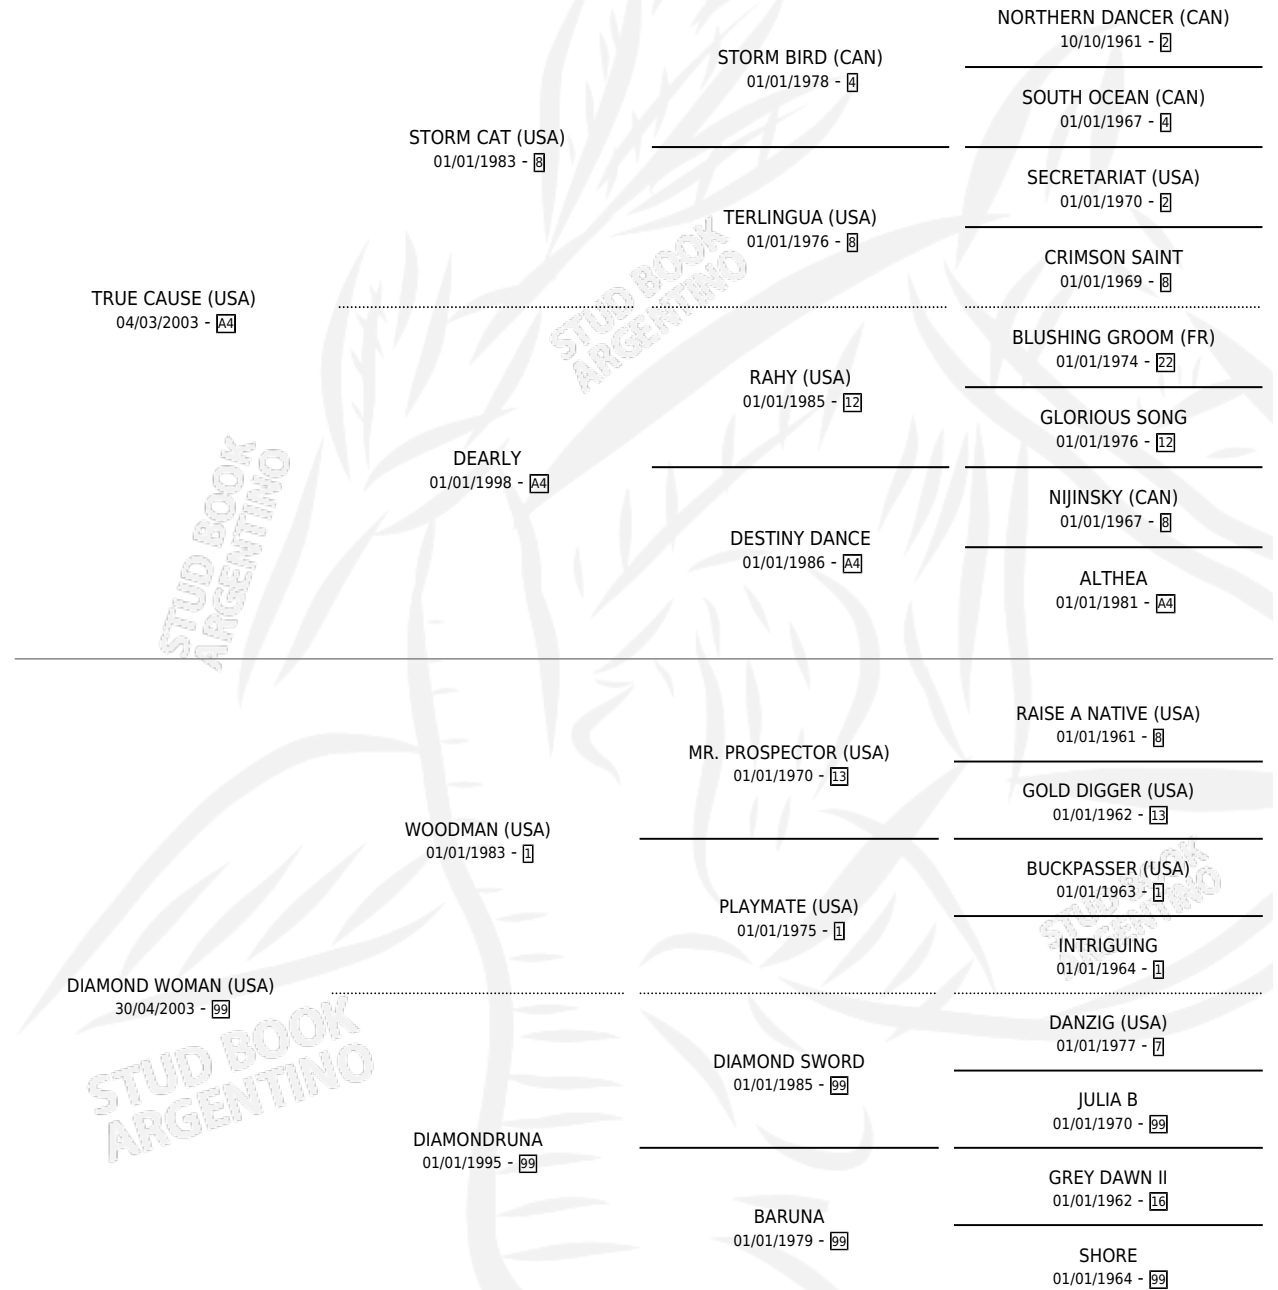 NORTHERN DANCER (CAN)
10/10/1961 - 2
STORM BIRD (CAN)
01/01/1978 - 4
SOUTH OCEAN (CAN)
01/01/1967 - 4
STORM CAT (USA)
01/01/1983 - 8
SECRETARIAT (USA)
01/01/1970 - 2
TERLINGUA (USA)
01/01/1976 - 8
CRIMSON SAINT
01/01/1969 - 8
TRUE CAUSE (USA)
04/03/2003 - A4
STUD BOOK
ARGENTINO
BLUSHING GROOM (FR)
01/01/1974 - 22
RAHY (USA)
01/01/1985 - 12
GLORIOUS SONG
01/01/1976 - 12
DEARLY
01/01/1998 - A4
NIJINSKY (CAN)
01/01/1967 - 8
DESTINY DANCE
01/01/1986 - A4
ALTHEA
01/01/1981 - A4
STUD BOOK
ARGENTINO
RAISE A NATIVE (USA)
01/01/1961 - 8
MR. PROSPECTOR (USA)
01/01/1970 - 13
GOLD DIGGER (USA)
01/01/1962 - 13
WOODMAN (USA)
01/01/1983 - 1
BUCKPASSER (USA)
01/01/1963 - 1
PLAYMATE (USA)
01/01/1975 - 1
STUD BOOK
ARGENTINO
INTRIGUING
01/01/1964 - 1
DIAMOND WOMAN (USA)
30/04/2003 - 99
DANZIG (USA)
01/01/1977 - 7
DIAMOND SWORD
01/01/1985 - 99
STUD BOOK
ARGENTINO
JULIA B
01/01/1970 - 99
DIAMONDRUNA
01/01/1995 - 99
GREY DAWN II
01/01/1962 - 16
BARUNA
01/01/1979 - 99
SHORE
01/01/1964 - 99